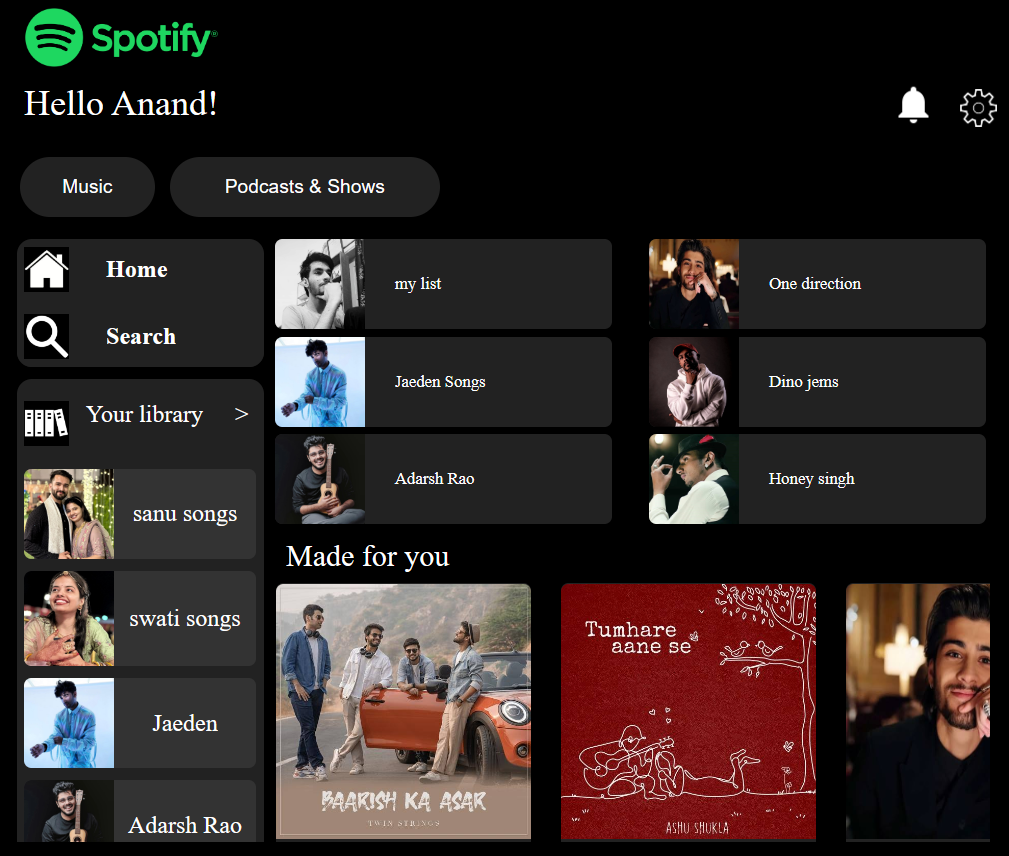 Spotify®
Hello Anand!
Music
Podcasts & Shows
Home
Search
Your library >
sanu songs
swati songs
Jaeden
Adarsh Rao
my list
One direction
Jaeden Songs
Dino jems
Adarsh Rao
Honey singh
Made for you
BAARISH KA ASAR
TWIN STRINGS
Tumhare
aane se
ASHU SHUKLA